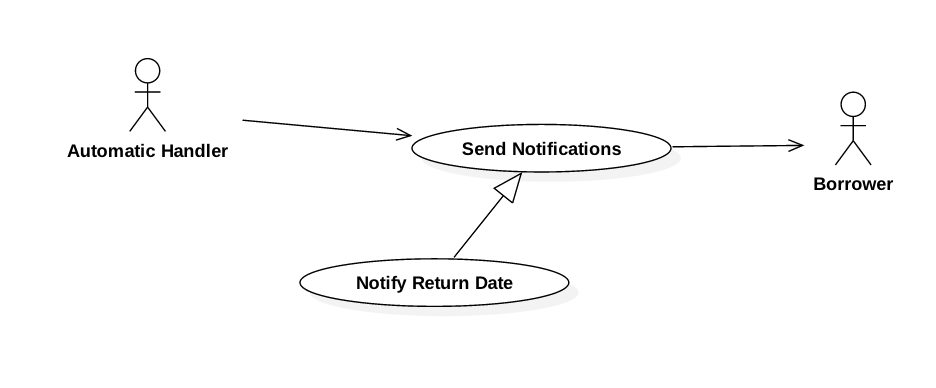 Automatic Handler
Send Notifications
Borrower
Notify Return Date